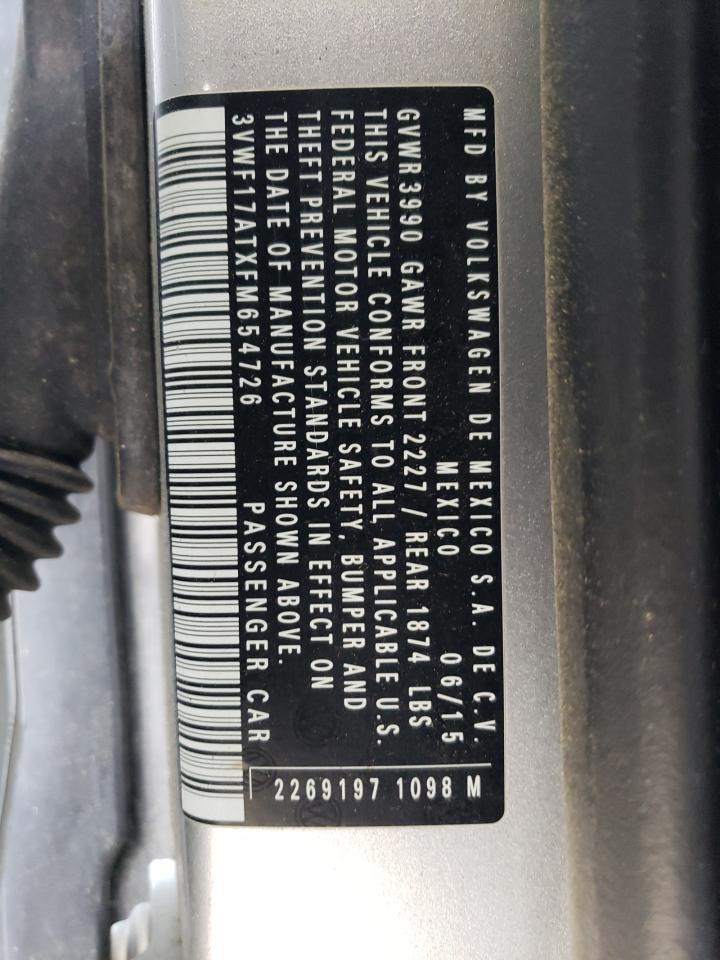 MFD BY VOLKSWAGEN DE MEXICO S.A. DE C.V.
MEXICO 06/15
GVWR 3990 GAWR FRONT 2227 / REAR 1874 LBS
THIS VEHICLE CONFORMS TO ALL APPLICABLE U.S.
FEDERAL MOTOR VEHICLE SAFETY, BUMPER AND
THEFT PREVENTION STANDARDS IN EFFECT ON
THE DATE OF MANUFACTURE SHOWN ABOVE.
3VWF17ATXFM654726 PASSENGER CAR
2269197 1098 M